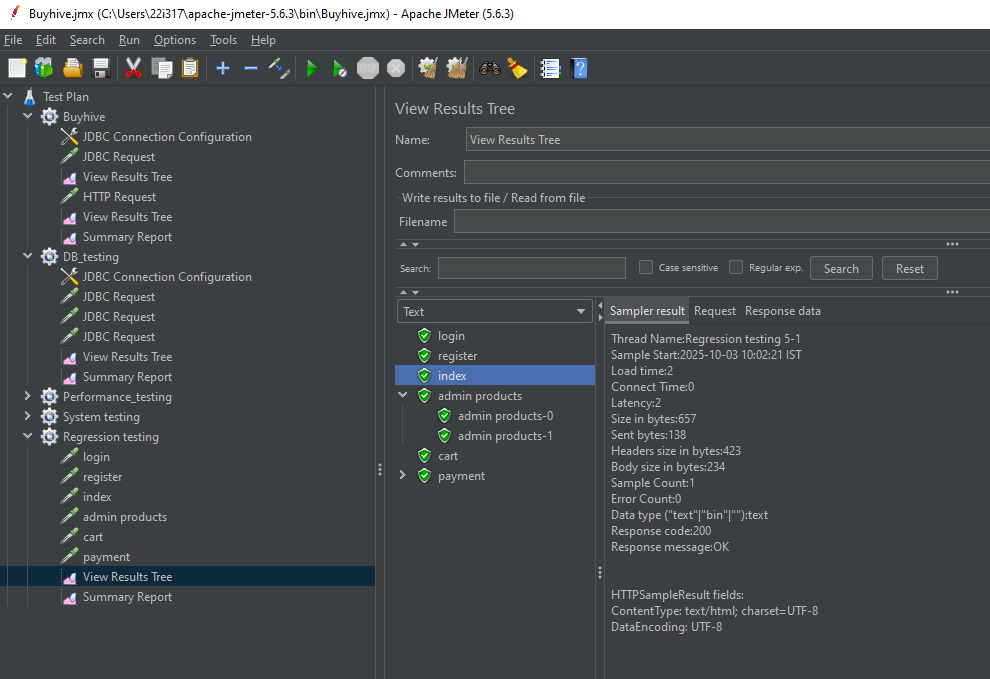 Buyhive.jmx (C:\Users\22i317\apache-jmeter-5.6.3\bin\Buyhive.jmx) - Apache JMeter (5.6.3)
File Edit Search Run Options Tools Help
Test Plan
Buyhive
JDBC Connection Configuration
JDBC Request
View Results Tree
HTTP Request
View Results Tree
Summary Report
DB_testing
JDBC Connection Configuration
JDBC Request
JDBC Request
JDBC Request
View Results Tree
Summary Report
Performance_testing
System testing
Regression testing
login
register
index
admin products
cart
payment
View Results Tree
Summary Report
View Results Tree
Name: View Results Tree
Comments:
Write results to file / Read from file
Filename
Search: Case sensitive Regular exp. Search Reset
Text
login
register
index
admin products
admin products-0
admin products-1
cart
payment
Sampler result Request Response data
Thread Name:Regression testing 5-1
Sample Start:2025-10-03 10:02:21 IST
Load time:2
Connect Time:0
Latency:2
Size in bytes:657
Sent bytes:138
Headers size in bytes:423
Body size in bytes:234
Sample Count:1
Error Count:0
Data type ("text"|"bin"|""):text
Response code:200
Response message:OK
HTTPSampleResult fields:
ContentType: text/html; charset=UTF-8
DataEncoding: UTF-8